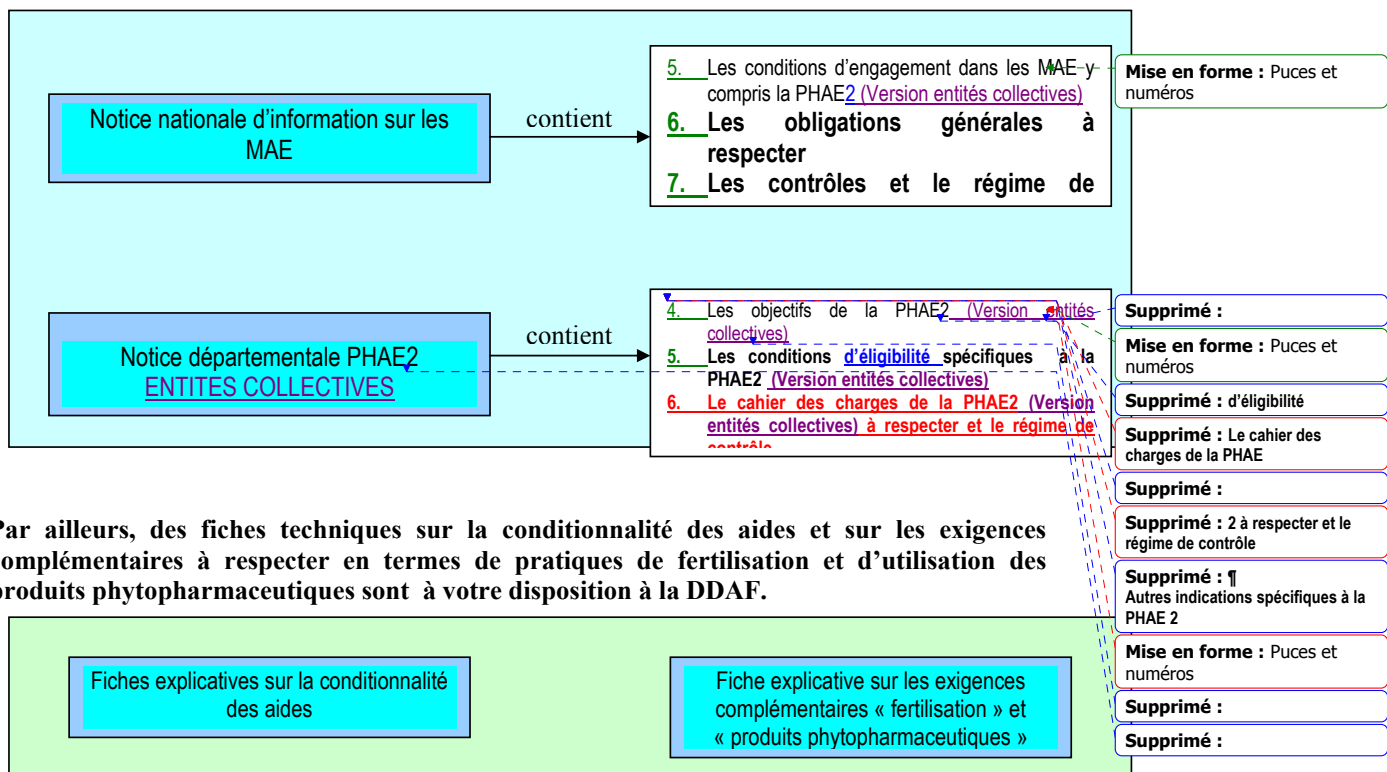 Notice nationale d'information sur les
MAE
contient
5. Les conditions d'engagement dans les MAE y
compris la PHAE2 (Version entités collectives)
6. Les obligations générales à
respecter
7. Les contrôles et le régime de
Mise en forme : Puces et
numéros
Notice départementale PHAE2
ENTITES COLLECTIVES
contient
4. Les objectifs de la PHAE2 (Version entités
collectives)
5. Les conditions d'éligibilité spécifiques à la
PHAE2 (Version entités collectives)
6. Le cahier des charges de la PHAE2 (Version
entités collectives) à respecter et le régime de
contrôle
Supprimé :
Mise en forme : Puces et
numéros
Supprimé : d'éligibilité
Supprimé : Le cahier des
charges de la PHAE
Supprimé :
Supprimé : 2 à respecter et le
régime de contrôle
Supprimé : ¶
Autres indications spécifiques à la
PHAE 2
Mise en forme : Puces et
numéros
Supprimé :
Supprimé :
Par ailleurs, des fiches techniques sur la conditionnalité des aides et sur les exigences
complémentaires à respecter en termes de pratiques de fertilisation et d'utilisation des
produits phytopharmaceutiques sont à votre disposition à la DDAF.
Fiches explicatives sur la conditionnalité
des aides
Fiche explicative sur les exigences
complémentaires « fertilisation » et
« produits phytopharmaceutiques »